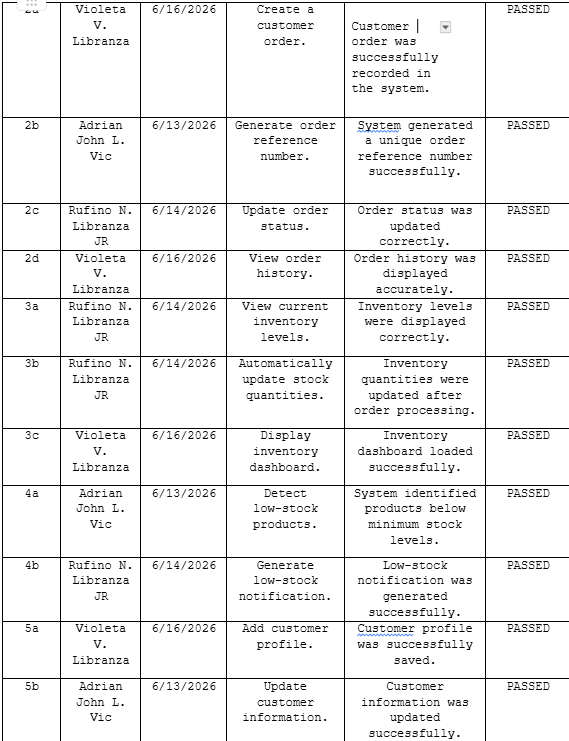 2a Violeta V. Libranza 6/16/2026 Create a customer order. Customer order was successfully recorded in the system. PASSED
2b Adrian John L. Vic 6/13/2026 Generate order reference number. System generated a unique order reference number successfully. PASSED
2c Rufino N. Libranza JR 6/14/2026 Update order status. Order status was updated correctly. PASSED
2d Violeta V. Libranza 6/16/2026 View order history. Order history was displayed accurately. PASSED
3a Rufino N. Libranza JR 6/14/2026 View current inventory levels. Inventory levels were displayed correctly. PASSED
3b Rufino N. Libranza JR 6/14/2026 Automatically update stock quantities. Inventory quantities were updated after order processing. PASSED
3c Violeta V. Libranza 6/16/2026 Display inventory dashboard. Inventory dashboard loaded successfully. PASSED
4a Adrian John L. Vic 6/13/2026 Detect low-stock products. System identified products below minimum stock levels. PASSED
4b Rufino N. Libranza JR 6/14/2026 Generate low-stock notification. Low-stock notification was generated successfully. PASSED
5a Violeta V. Libranza 6/16/2026 Add customer profile. Customer profile was successfully saved. PASSED
5b Adrian John L. Vic 6/13/2026 Update customer information. Customer information was updated successfully. PASSED